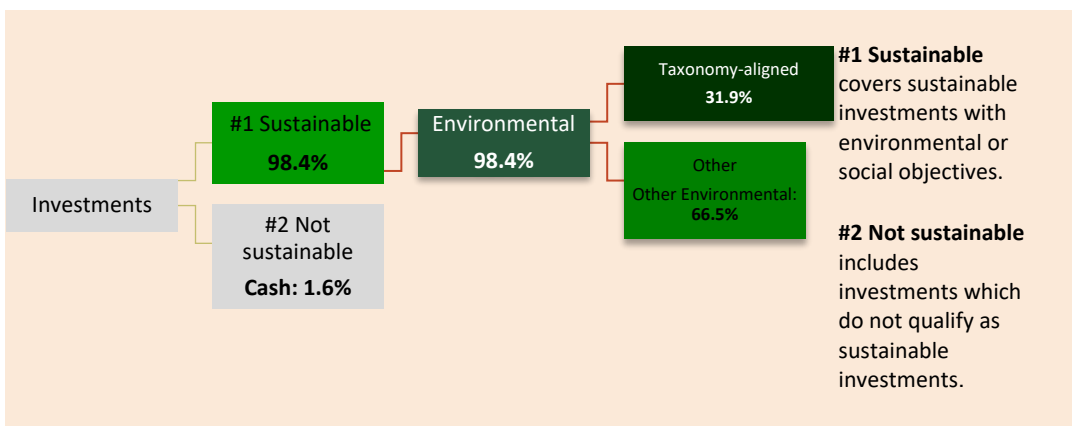 Investments
#1 Sustainable
98.4%
#2 Not
sustainable
Cash: 1.6%
Environmental
98.4%
Taxonomy-aligned
31.9%
Other
Other Environmental:
66.5%
#1 Sustainable
covers sustainable
investments with
environmental or
social objectives.
#2 Not sustainable
includes
investments which
do not qualify as
sustainable
investments.